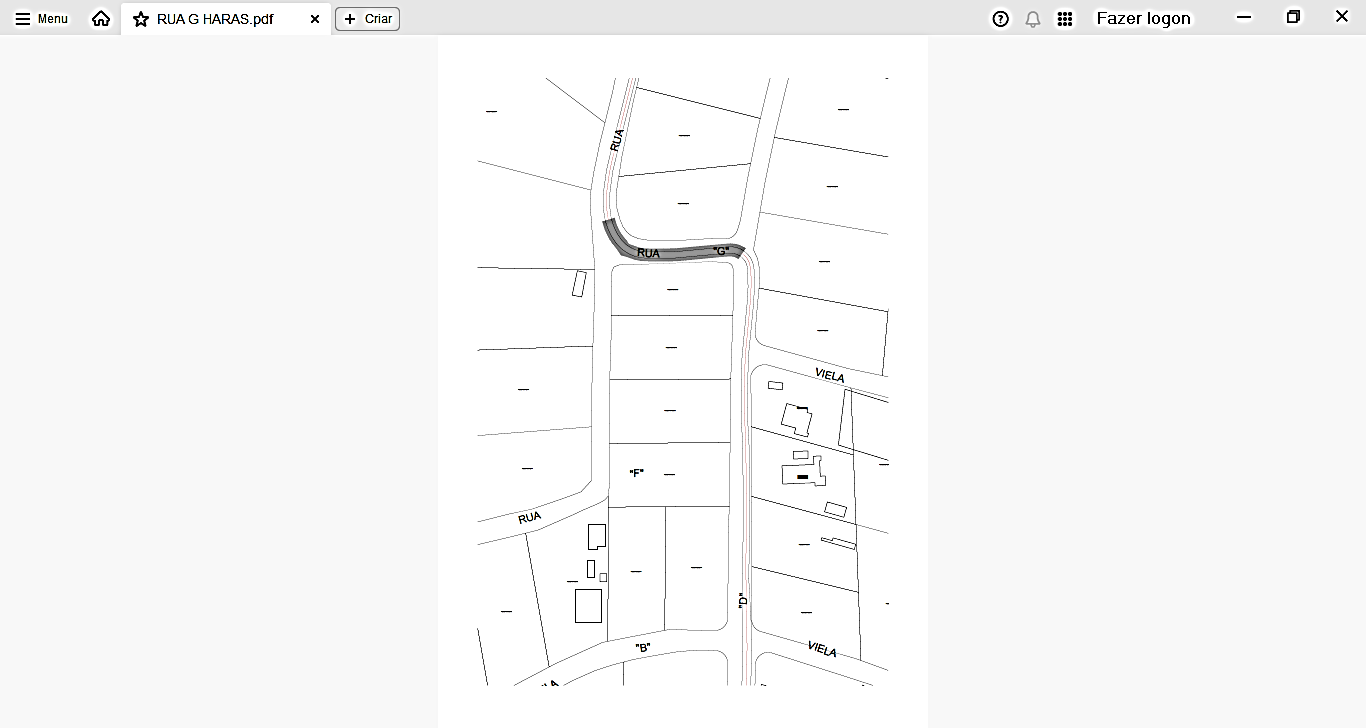 Menu
RUA G HARAS.pdf
Criar
Fazer logon
RUA
RUA "G"
VIELA
"F"
RUA
"D"
"B"
VIELA